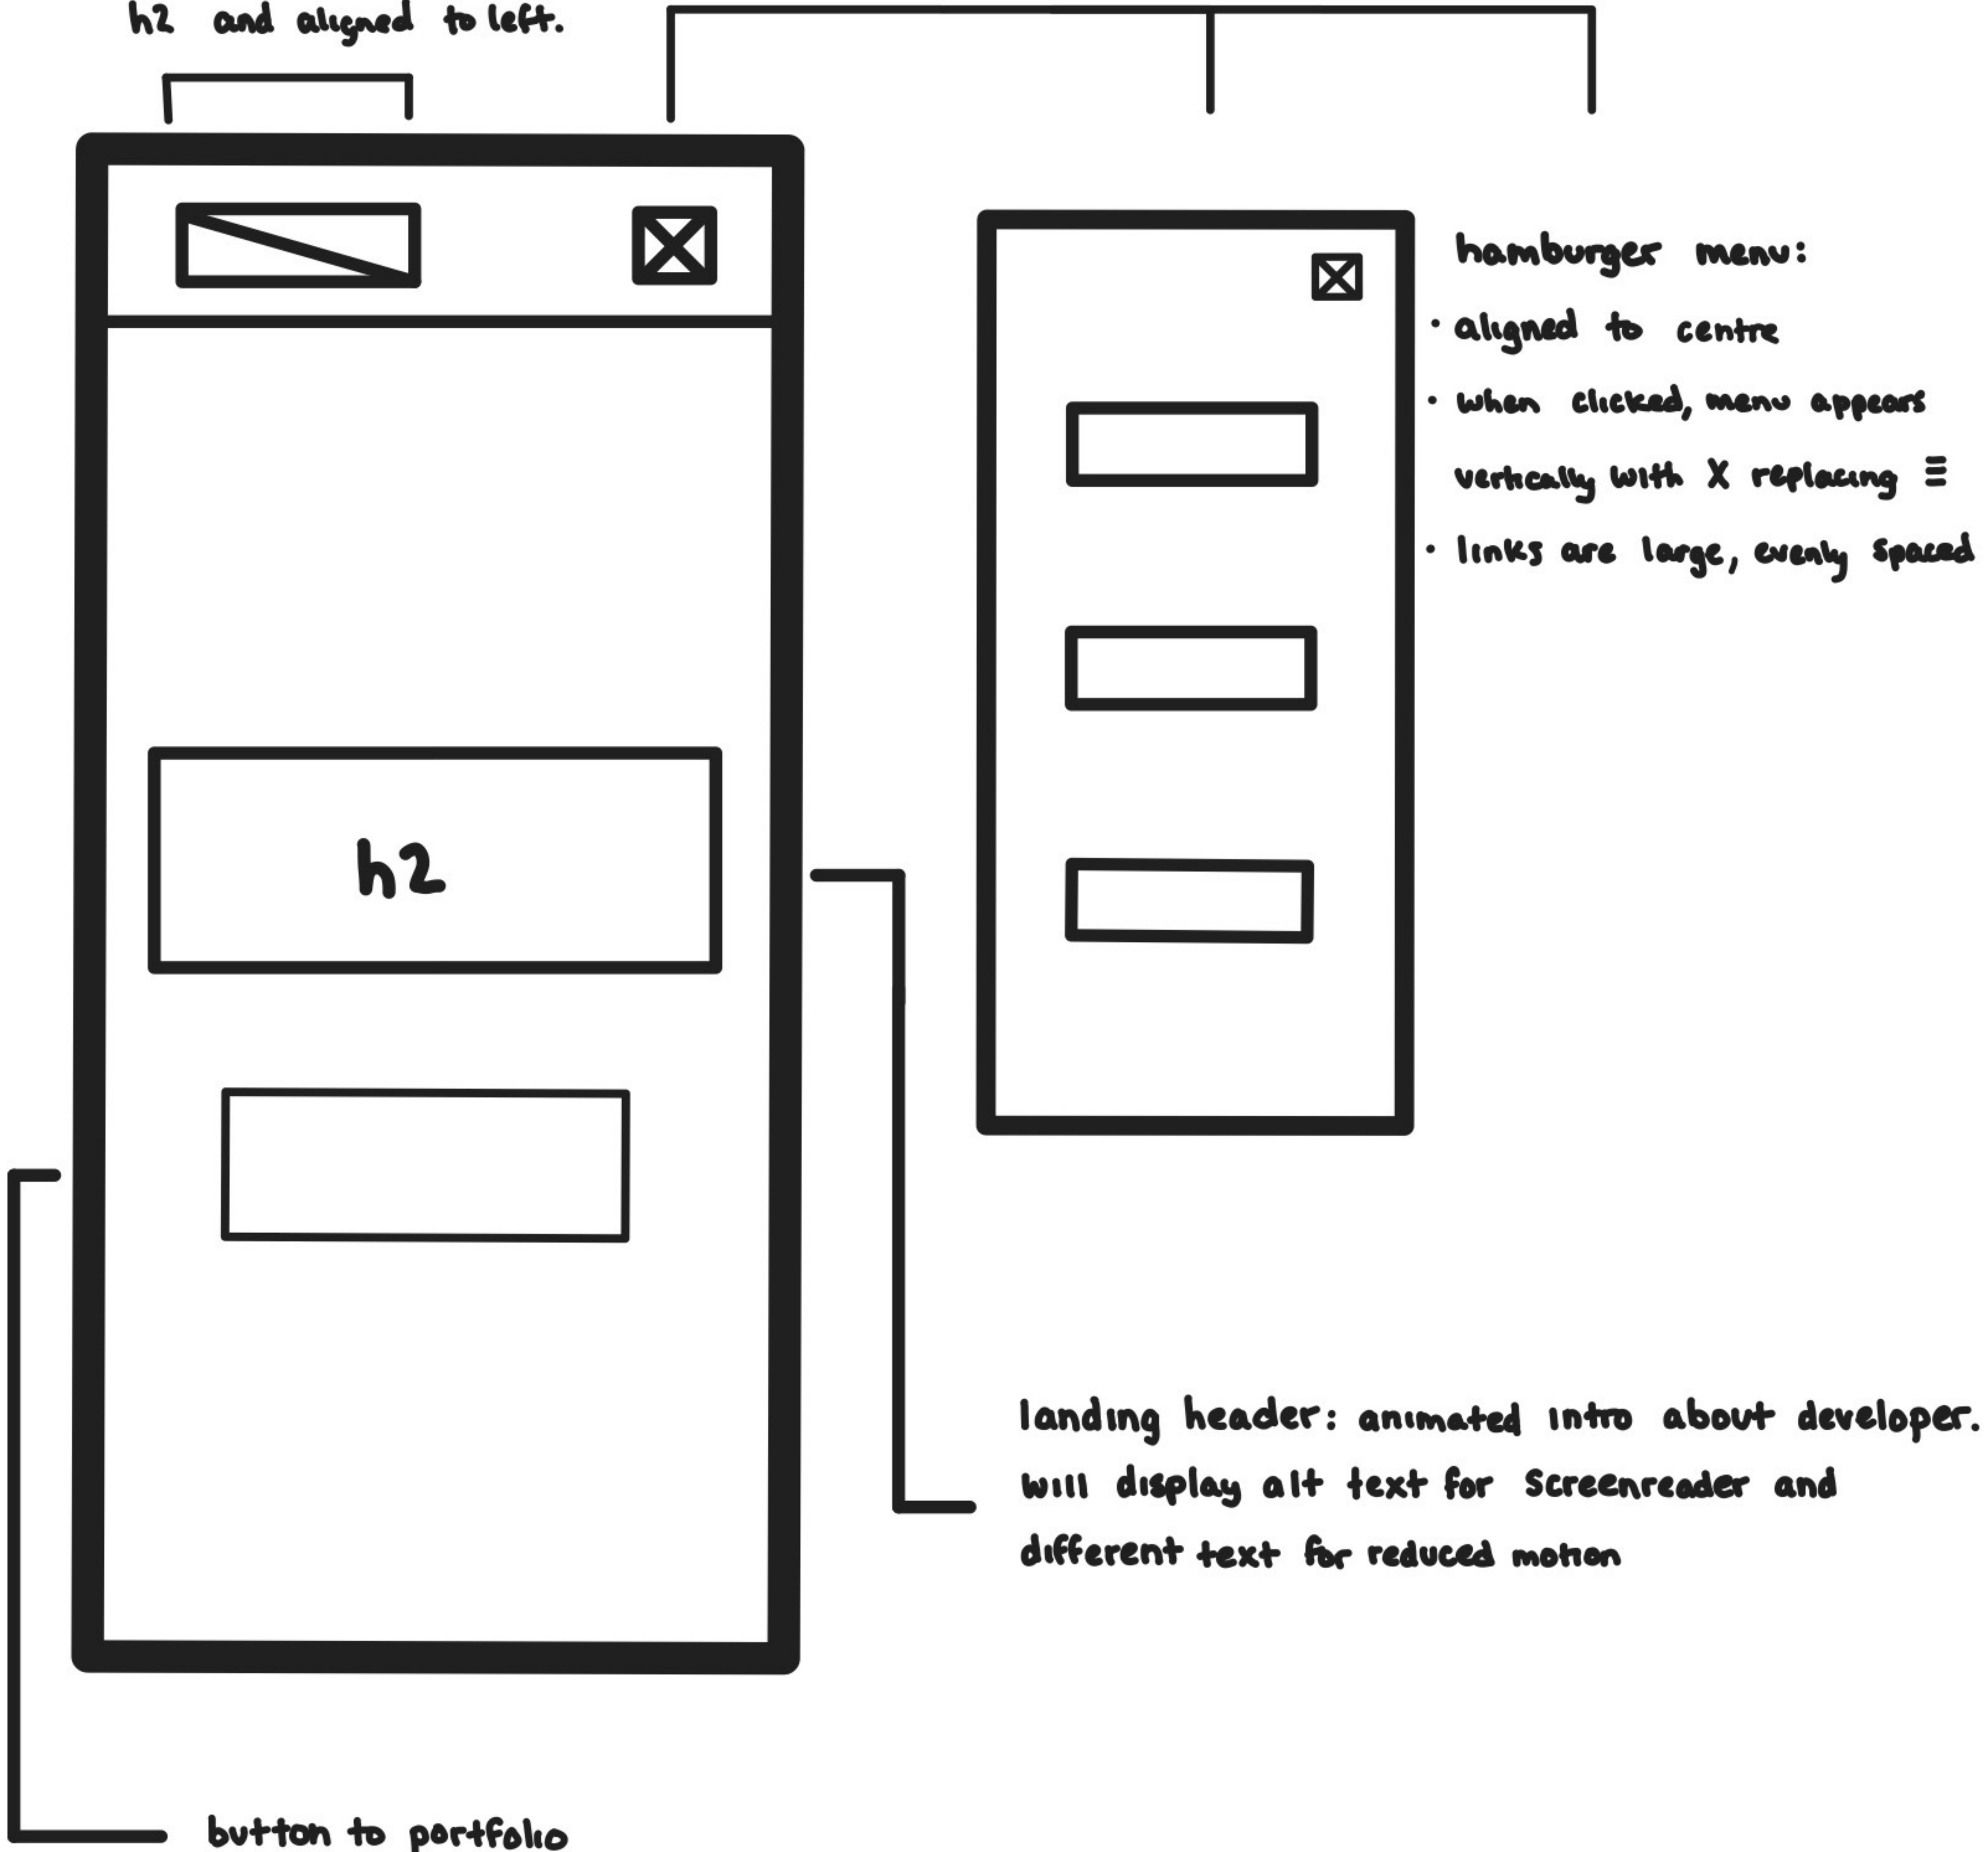 h2 and aligned to left.
hamburger menu:
· aligned to centre
· when clicked, menu appears
vertically with X replacing ☰
· links are large, evenly spaced
h2
landing header: animated intro about developer.
will display alt text for screenreader and
different text for reduced motion
button to portfolio